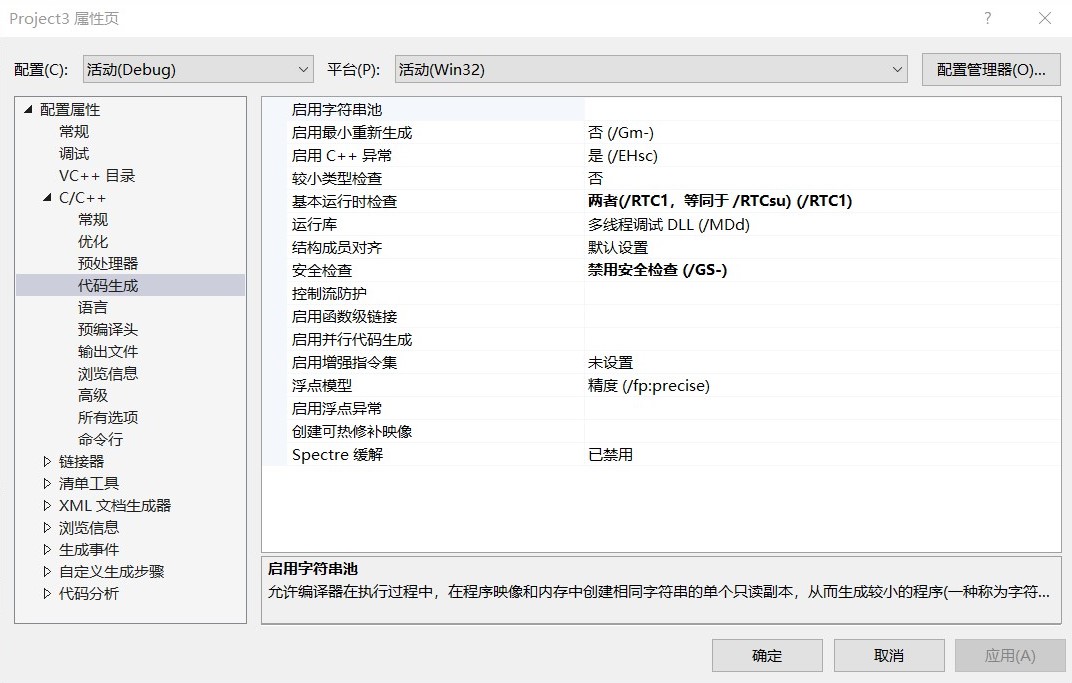 Project3 属性页
配置(C): 活动(Debug) 平台(P): 活动(Win32) 配置管理器(O)...
配置属性
常规
调试
VC++ 目录
C/C++
常规
优化
预处理器
代码生成
语言
预编译头
输出文件
浏览信息
高级
所有选项
命令行
链接器
清单工具
XML 文档生成器
浏览信息
生成事件
自定义生成步骤
代码分析
启用字符串池
启用最小重新生成 否 (/Gm-)
启用 C++ 异常 是 (/EHsc)
较小类型检查 否
基本运行时检查 两者(/RTC1，等同于 /RTCsu) (/RTC1)
运行库 多线程调试 DLL (/MDd)
结构成员对齐 默认设置
安全检查 禁用安全检查 (/GS-)
控制流防护
启用函数级链接
启用并行代码生成
启用增强指令集 未设置
浮点模型 精度 (/fp:precise)
启用浮点异常
创建可热修补映像
Spectre 缓解 已禁用
启用字符串池
允许编译器在执行过程中，在程序映像和内存中创建相同字符串的单个只读副本，从而生成较小的程序(一种称为字符...
确定 取消 应用(A)